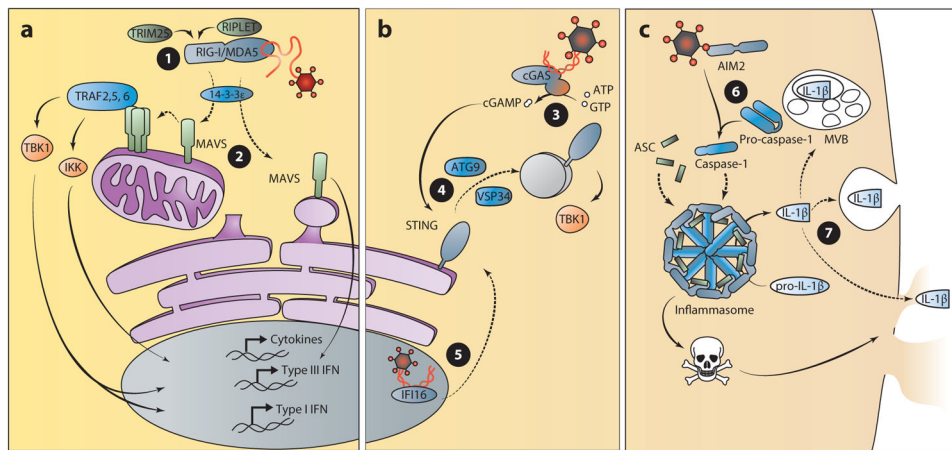 a
TRIM25
RIPLET
1
RIG-I/MDA5
TRAF2,5, 6
14-3-3ε
MAVS
2
TBK1
IKK
MAVS
Cytokines
Type III IFN
Type I IFN
b
cGAS
cGAMP
3
ATP
GTP
4
ATG9
VSP34
STING
TBK1
5
IFI16
c
AIM2
6
IL-1β
MVB
Pro-caspase-1
ASC
Caspase-1
IL-1β
IL-1β
7
pro-IL-1β
IL-1β
Inflammasome